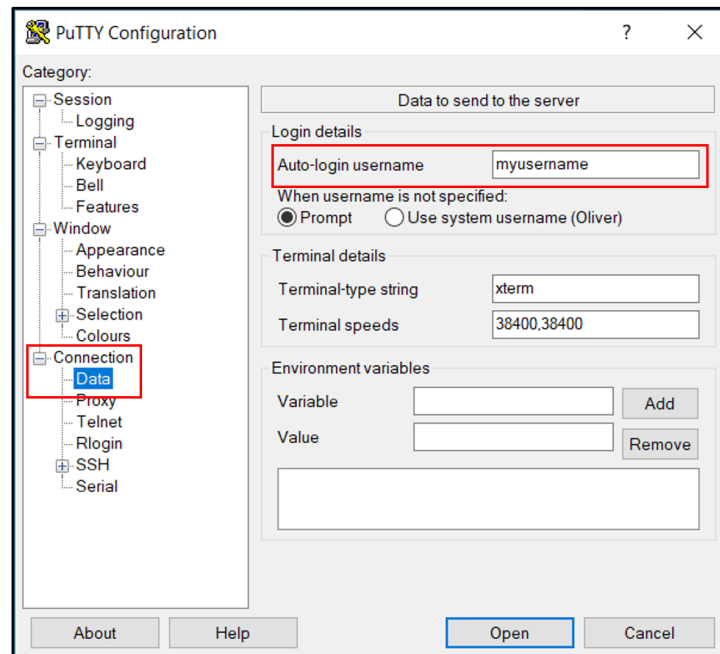 PuTTY Configuration ? ×
Category:
Session
Logging
Terminal
Keyboard
Bell
Features
Window
Appearance
Behaviour
Translation
Selection
Colours
Connection
Data
Proxy
Telnet
Rlogin
SSH
Serial
Data to send to the server
Login details
Auto-login username myusername
When username is not specified:
Prompt Use system username (Oliver)
Terminal details
Terminal-type string xterm
Terminal speeds 38400,38400
Environment variables
Variable Add
Value Remove
About Help Open Cancel